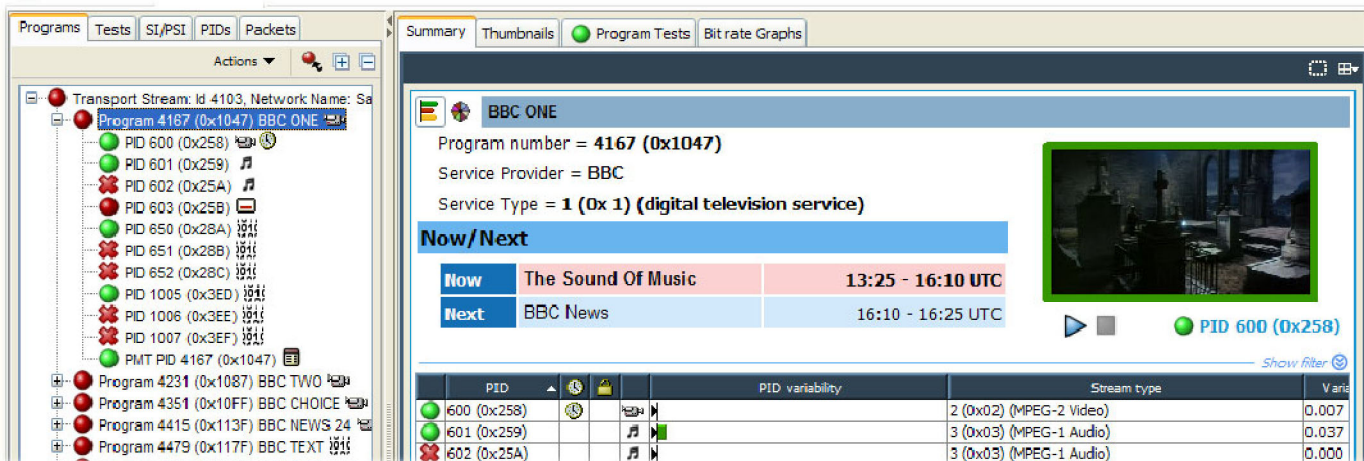 Programs Tests SI/PSI PIDs Packets
Actions
Transport Stream: Id 4103, Network Name: Sa
Program 4167 (0x1047) BBC ONE
PID 600 (0x258)
PID 601 (0x259)
PID 602 (0x25A)
PID 603 (0x25B)
PID 650 (0x28A)
PID 651 (0x28B)
PID 652 (0x28C)
PID 1005 (0x3ED)
PID 1006 (0x3EE)
PID 1007 (0x3EF)
PMT PID 4167 (0x1047)
Program 4231 (0x1087) BBC TWO
Program 4351 (0x10FF) BBC CHOICE
Program 4415 (0x113F) BBC NEWS 24
Program 4479 (0x117F) BBC TEXT
Summary Thumbnails Program Tests Bit rate Graphs
BBC ONE
Program number = 4167 (0x1047)
Service Provider = BBC
Service Type = 1 (0x 1) (digital television service)
Now/Next
Now The Sound Of Music 13:25 - 16:10 UTC
Next BBC News 16:10 - 16:25 UTC
PID 600 (0x258)
Show filter
PID PID variability Stream type Varia
600 (0x258) 2 (0x02) (MPEG-2 Video) 0.007
601 (0x259) 3 (0x03) (MPEG-1 Audio) 0.037
602 (0x25A) 3 (0x03) (MPEG-1 Audio) 0.000